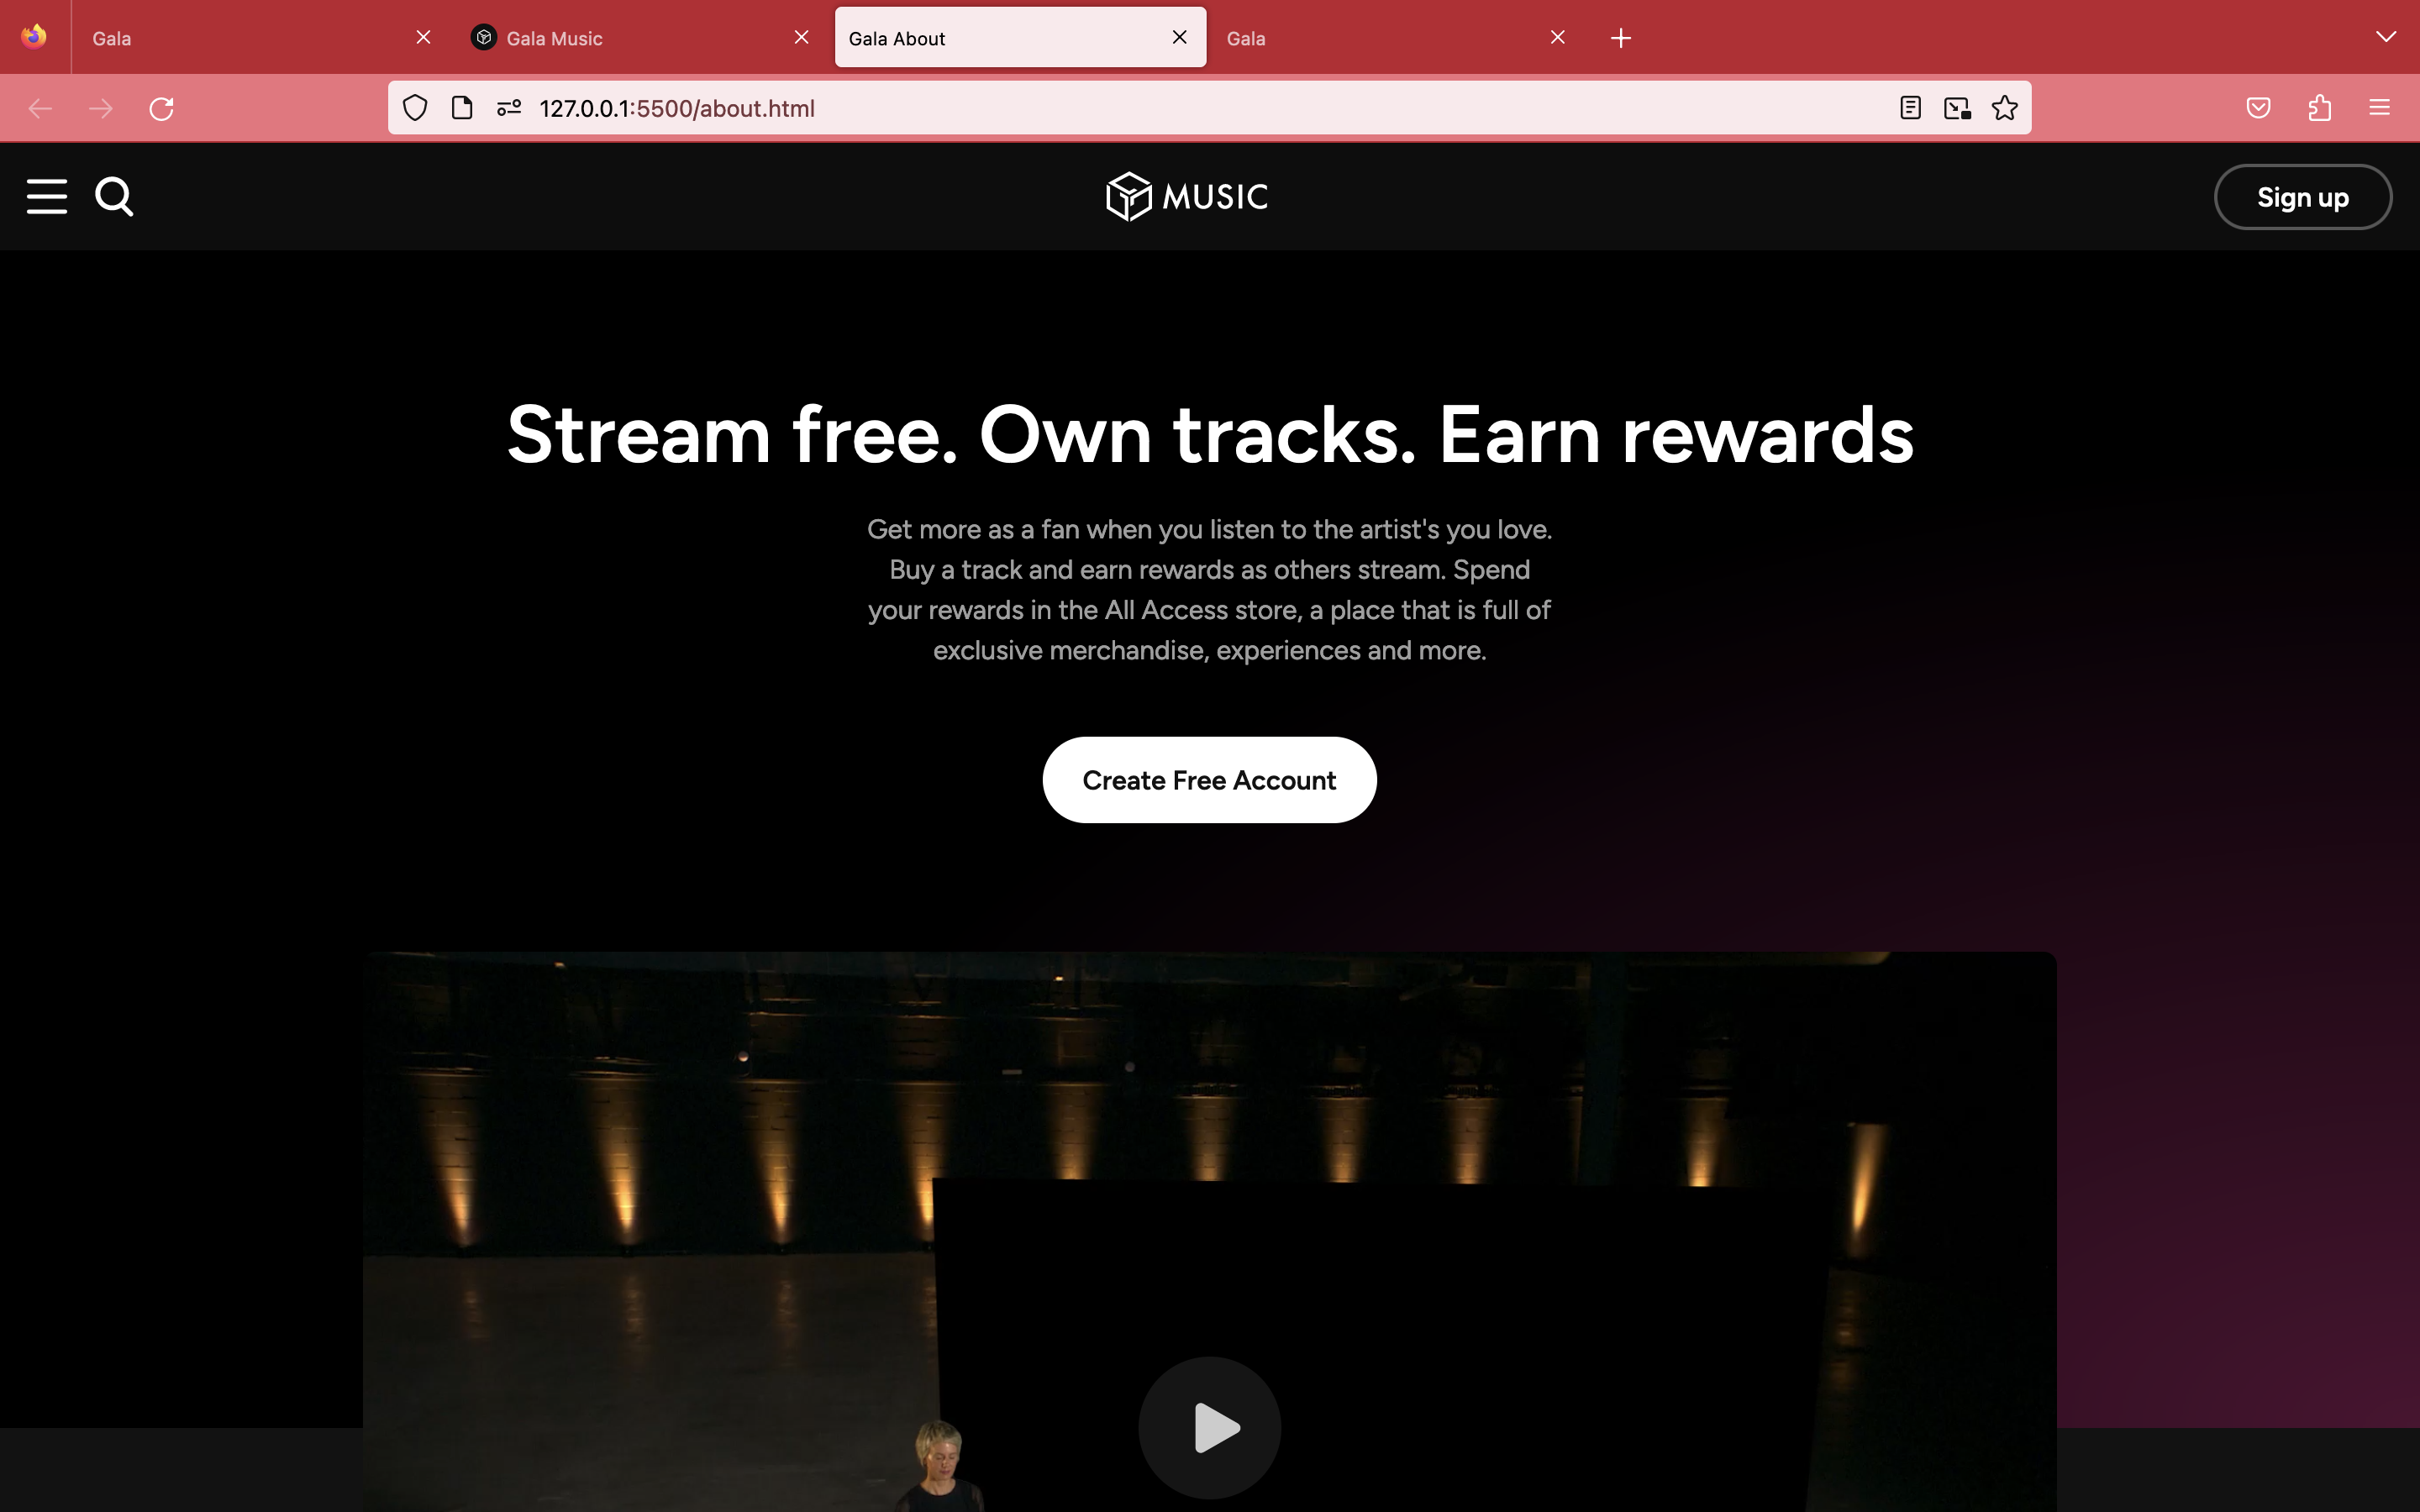 Gala
Gala Music
Gala About
Gala
127.0.0.1:5500/about.html
MUSIC
Sign up
Stream free. Own tracks. Earn rewards
Get more as a fan when you listen to the artist's you love.
Buy a track and earn rewards as others stream. Spend
your rewards in the All Access store, a place that is full of
exclusive merchandise, experiences and more.
Create Free Account